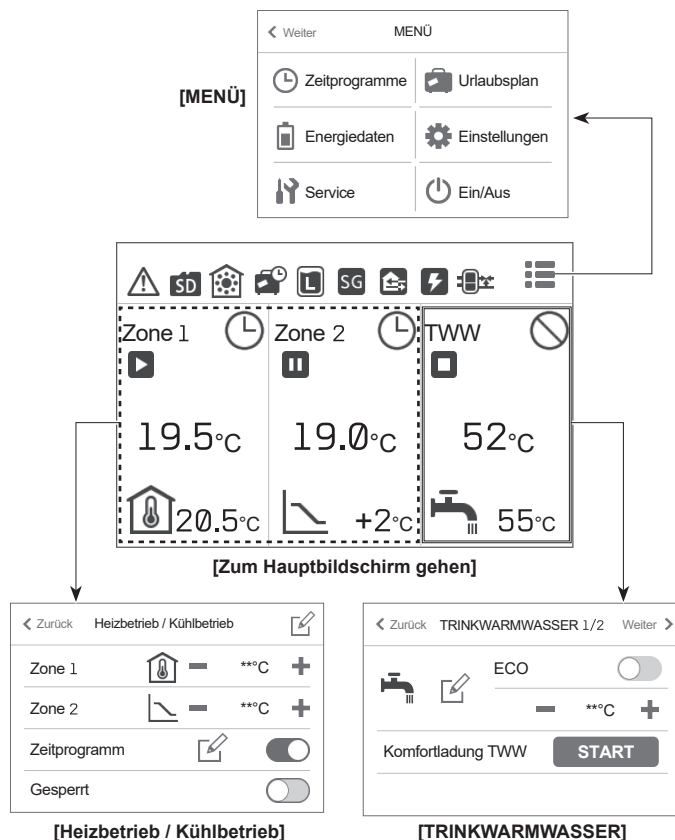 Weiter MENÜ
[MENÜ]
Zeitprogramme Urlaubsplan
Energiedaten Einstellungen
Service Ein/Aus
SD L SG
Zone 1 Zone 2 TWW
19.5°C 19.0°C 52°C
20.5°C +2°C 55°C
[Zum Hauptbildschirm gehen]
Zurück Heizbetrieb / Kühlbetrieb
Zone 1 **°C
Zone 2 **°C
Zeitprogramm
Gesperrt
[Heizbetrieb / Kühlbetrieb]
Zurück TRINKWARMWASSER 1/2 Weiter
ECO
**°C
Komfortladung TWW START
[TRINKWARMWASSER]